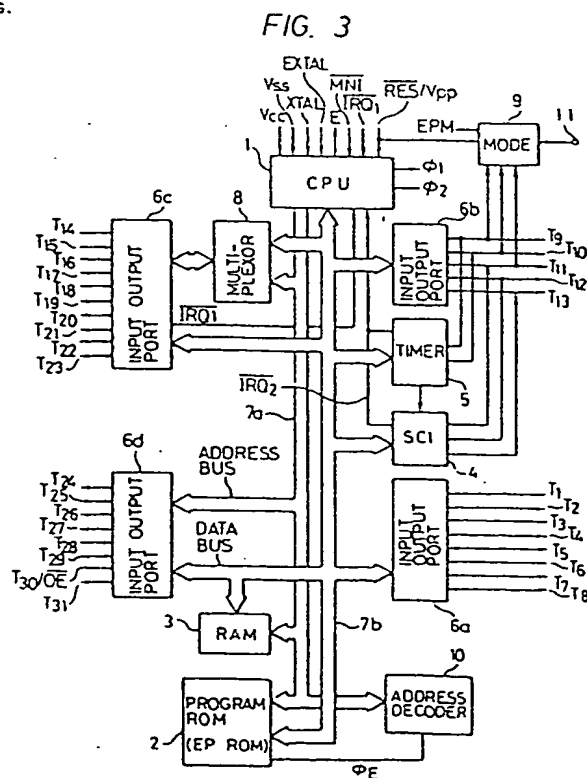 G.
FIG. 3
EXTAL
Vss
Vcc
XTAL
E
MNI
IRQ1
RES/Vpp
EPM
9
MODE
11
1
CPU
Φ1
Φ2
6c
8
6b
T14
T15
T16
T17
T18
T19
T20
T21
T22
T23
INPUT OUTPUT PORT
MULTI-PLEXOR
INPUT OUTPUT PORT
T9
T10
T11
T12
T13
IRQ1
TIMER
5
IRQ2
7a
SCI
4
6d
ADDRESS BUS
T24
T25
T26
T27
T28
T29
T30/OE
T31
INPUT OUTPUT PORT
DATA BUS
INPUT OUTPUT PORT
T1
T2
T3
T4
T5
T6
T7
T8
6a
3
RAM
7b
10
2
PROGRAM
ROM
(EP ROM)
ADDRESS
DECODER
ΦE